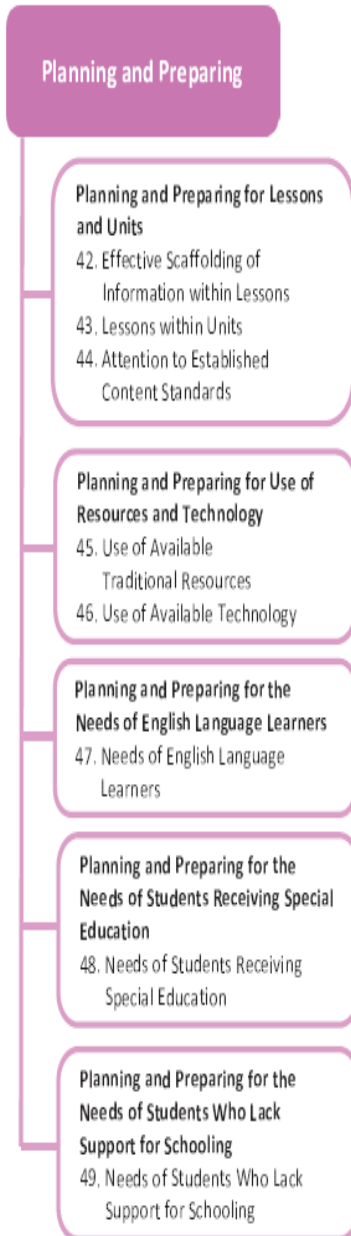 Planning and Preparing
Planning and Preparing for Lessons
and Units
42. Effective Scaffolding of
Information within Lessons
43. Lessons within Units
44. Attention to Established
Content Standards
Planning and Preparing for Use of
Resources and Technology
45. Use of Available
Traditional Resources
46. Use of Available Technology
Planning and Preparing for the
Needs of English Language Learners
47. Needs of English Language
Learners
Planning and Preparing for the
Needs of Students Receiving Special
Education
48. Needs of Students Receiving
Special Education
Planning and Preparing for the
Needs of Students Who Lack
Support for Schooling
49. Needs of Students Who Lack
Support for Schooling